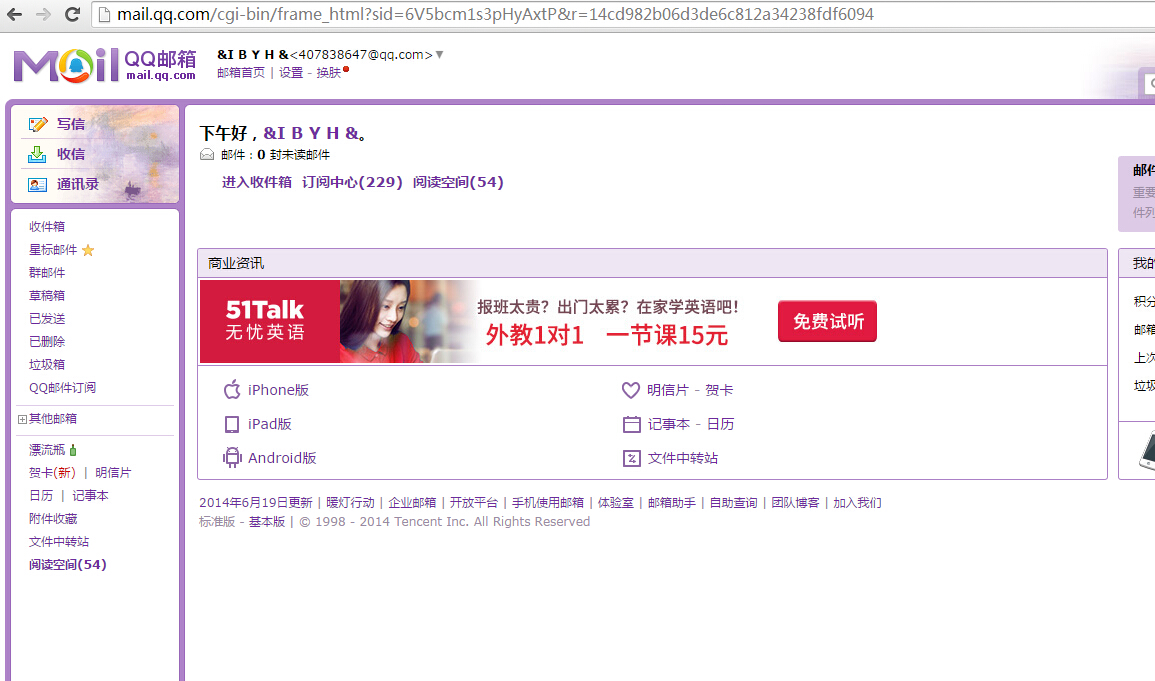 mail.qq.com/cgi-bin/frame_html?sid=6V5bcm1s3pHyAxtP&r=14cd982b06d3de6c812a34238fdf6094
Mail QQ邮箱
mail.qq.com
&I B Y H &<407838647@qq.com>▼
邮箱首页 | 设置 - 换肤
写信
收信
通讯录
收件箱
星标邮件
群邮件
草稿箱
已发送
已删除
垃圾箱
QQ邮件订阅
其他邮箱
漂流瓶
贺卡(新) | 明信片
日历 | 记事本
附件收藏
文件中转站
阅读空间(54)
下午好，&I B Y H &。
邮件：0 封未读邮件
进入收件箱 订阅中心(229) 阅读空间(54)
商业资讯
51Talk
无忧英语
报班太贵？出门太累？在家学英语吧！
外教1对1 一节课15元
免费试听
iPhone版
明信片 - 贺卡
iPad版
记事本 - 日历
Android版
文件中转站
2014年6月19日更新 | 暖灯行动 | 企业邮箱 | 开放平台 | 手机使用邮箱 | 体验室 | 邮箱助手 | 自助查询 | 团队博客 | 加入我们
标准版 - 基本版 | © 1998 - 2014 Tencent Inc. All Rights Reserved
邮件
重要
件列
我的
积分
邮箱
上次
垃圾